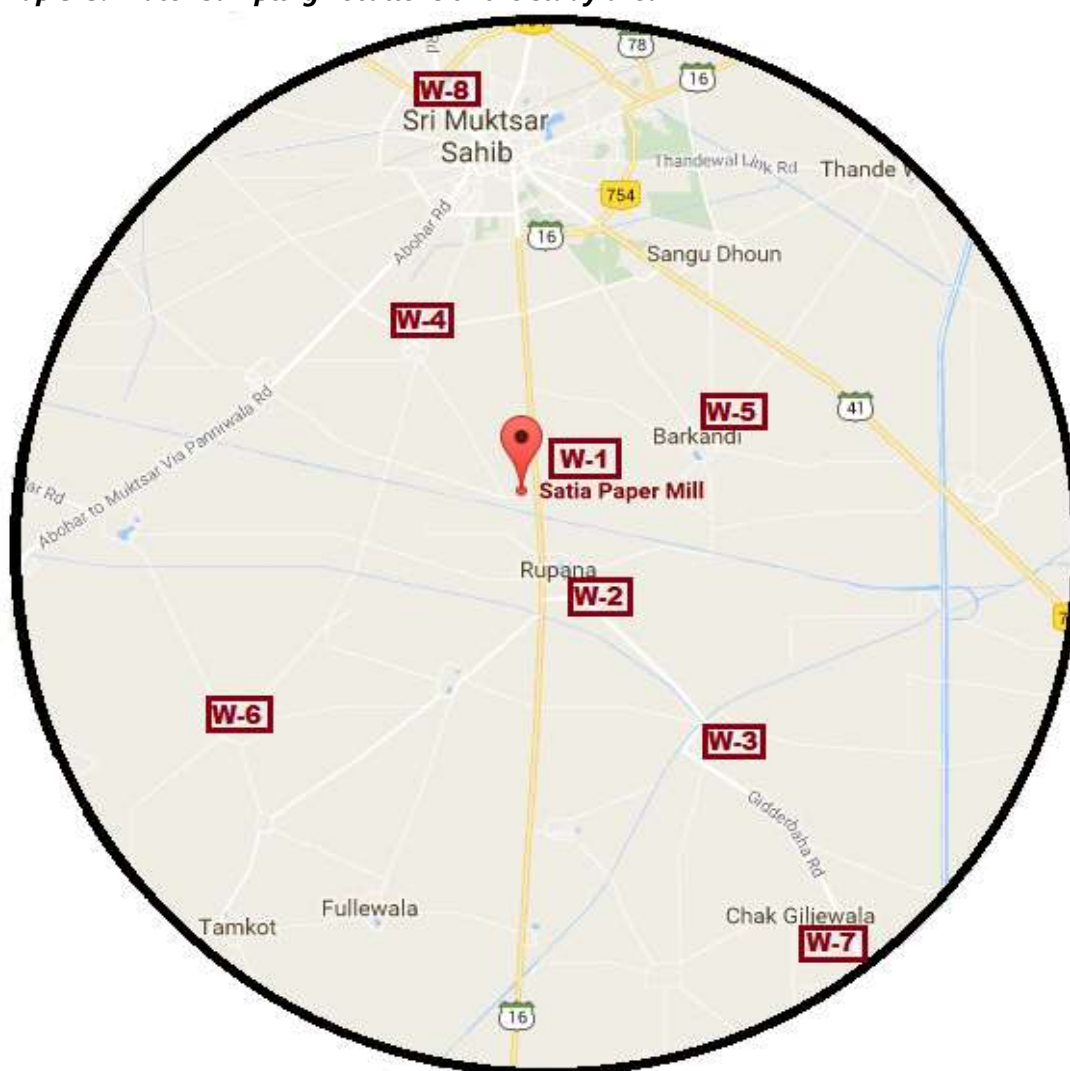 78
W-8
16
Sri Muktsar
Sahib
Thandewal Link Rd
Thande
754
Abohar Rd
16
Sangu Dhoun
W-4
W-5
41
Barkandi
W-1
Satia Paper Mill
Abohar to Muktsar Via Panniwala Rd
Rd
Rupana
W-2
W-6
W-3
Gidderbaha Rd
Fullewala
Chak Giljewala
Tamkot
W-7
16